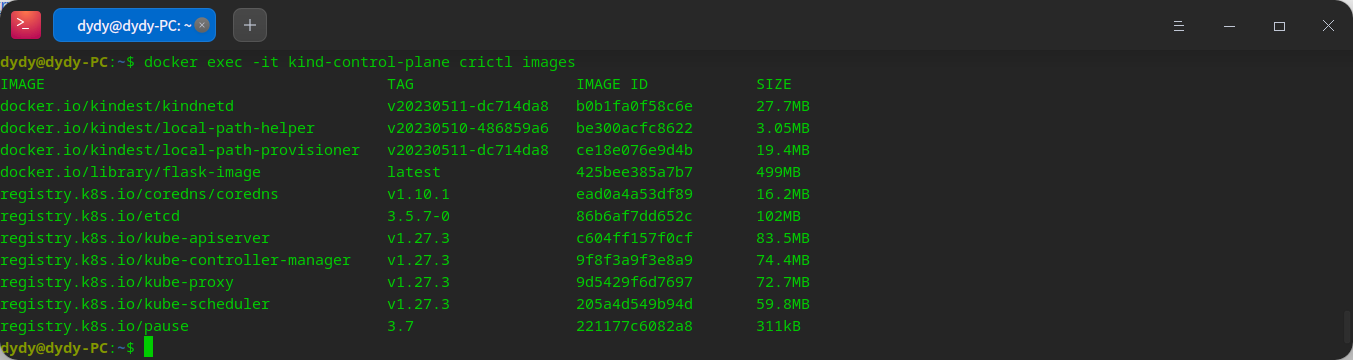 dydy@dydy-PC: ~
dydy@dydy-PC:~$ docker exec -it kind-control-plane crictl images
IMAGE TAG IMAGE ID SIZE
docker.io/kindest/kindnetd v20230511-dc714da8 b0b1fa0f58c6e 27.7MB
docker.io/kindest/local-path-helper v20230510-486859a6 be300acfc8622 3.05MB
docker.io/kindest/local-path-provisioner v20230511-dc714da8 ce18e076e9d4b 19.4MB
docker.io/library/flask-image latest 425bee385a7b7 499MB
registry.k8s.io/coredns/coredns v1.10.1 ead0a4a53df89 16.2MB
registry.k8s.io/etcd 3.5.7-0 86b6af7dd652c 102MB
registry.k8s.io/kube-apiserver v1.27.3 c604ff157f0cf 83.5MB
registry.k8s.io/kube-controller-manager v1.27.3 9f8f3a9f3e8a9 74.4MB
registry.k8s.io/kube-proxy v1.27.3 9d5429f6d7697 72.7MB
registry.k8s.io/kube-scheduler v1.27.3 205a4d549b94d 59.8MB
registry.k8s.io/pause 3.7 221177c6082a8 311kB
dydy@dydy-PC:~$